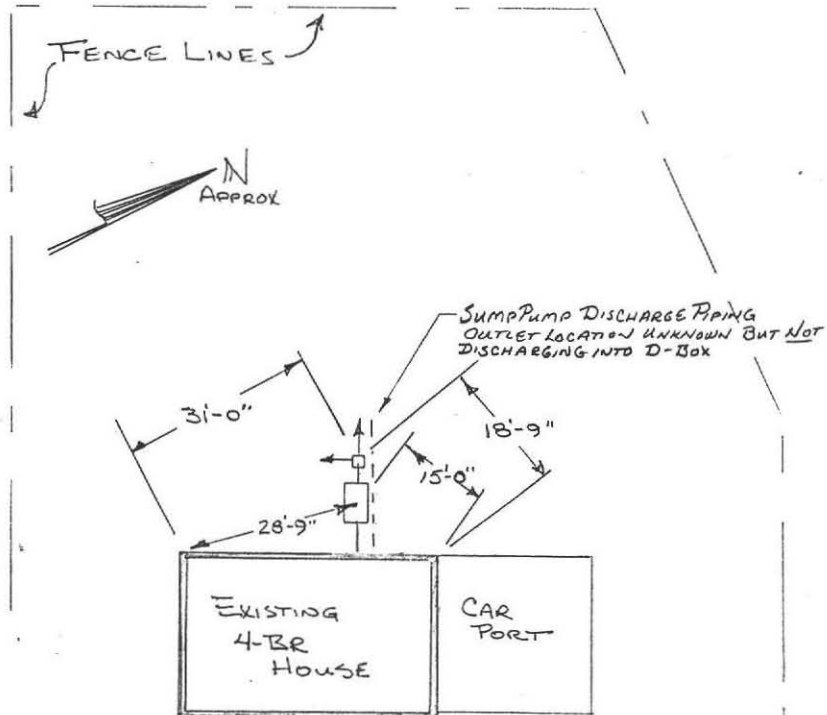 FENCE LINES
N
APPROX
SUMP PUMP DISCHARGE PIPING
OUTLET LOCATION UNKNOWN BUT NOT
DISCHARGING INTO D-BOX
31'-0"
18'-9"
15'-0"
28'-9"
EXISTING
4-BR
HOUSE
CAR
PORT